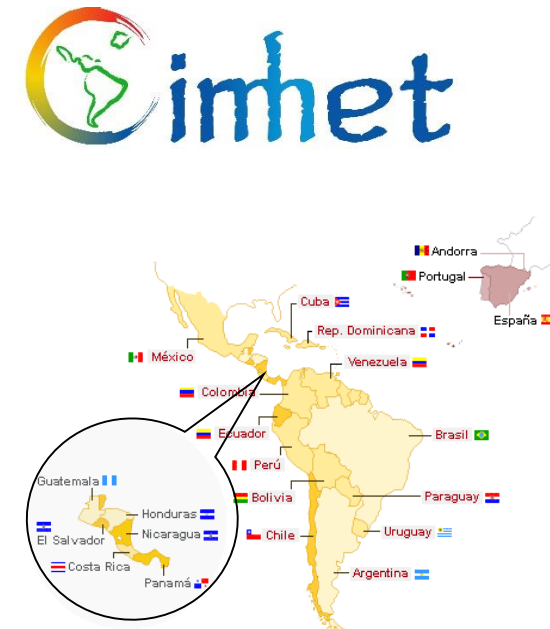 Cimhet
Andorra
Portugal
España
Cuba
Rep. Dominicana
México
Venezuela
Colombia
Ecuador
Brasil
Perú
Guatemala
Bolivia
Paraguay
Honduras
El Salvador
Nicaragua
Chile
Uruguay
Costa Rica
Panamá
Argentina